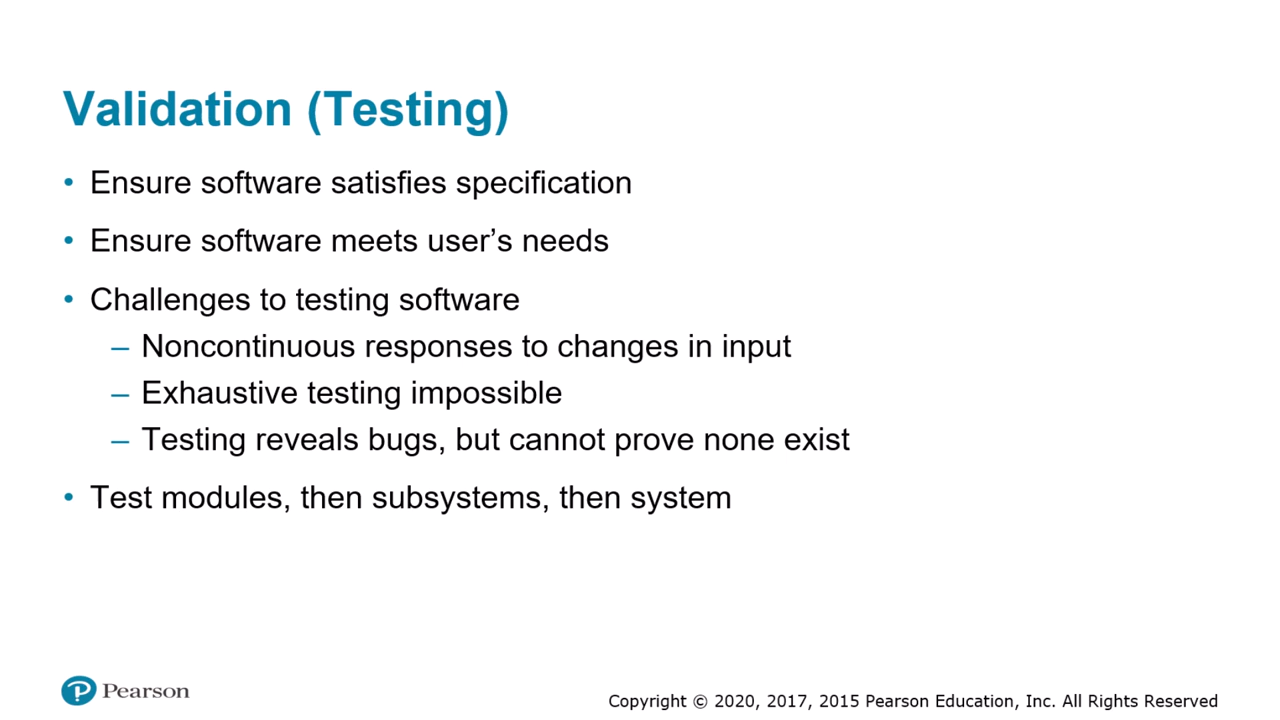 Validation (Testing)
• Ensure software satisfies specification
• Ensure software meets user’s needs
• Challenges to testing software
– Noncontinuous responses to changes in input
– Exhaustive testing impossible
– Testing reveals bugs, but cannot prove none exist
• Test modules, then subsystems, then system
Pearson
Copyright © 2020, 2017, 2015 Pearson Education, Inc. All Rights Reserved